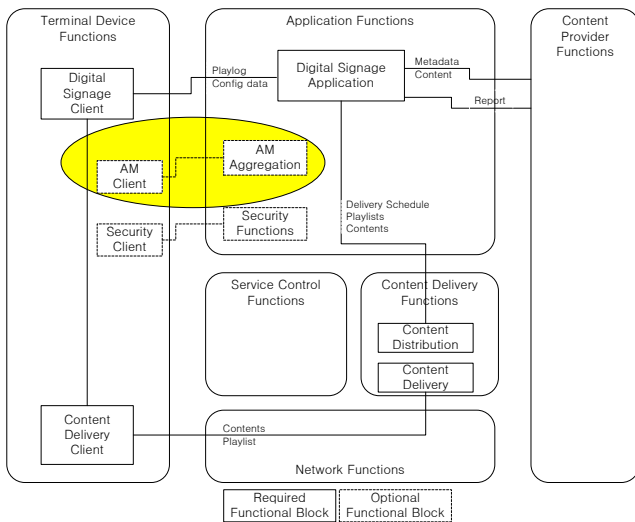 Terminal Device
Functions
Application Functions
Content
Provider
Functions
Digital
Signage
Client
Playlog
Config data
Digital Signage
Application
Metadata
Content
Report
AM
Client
AM
Aggregation
Security
Client
Security
Functions
Delivery Schedule
Playlists
Contents
Service Control
Functions
Content Delivery
Functions
Content
Distribution
Content
Delivery
Content
Delivery
Client
Contents
Playlist
Network Functions
Required
Functional Block
Optional
Functional Block